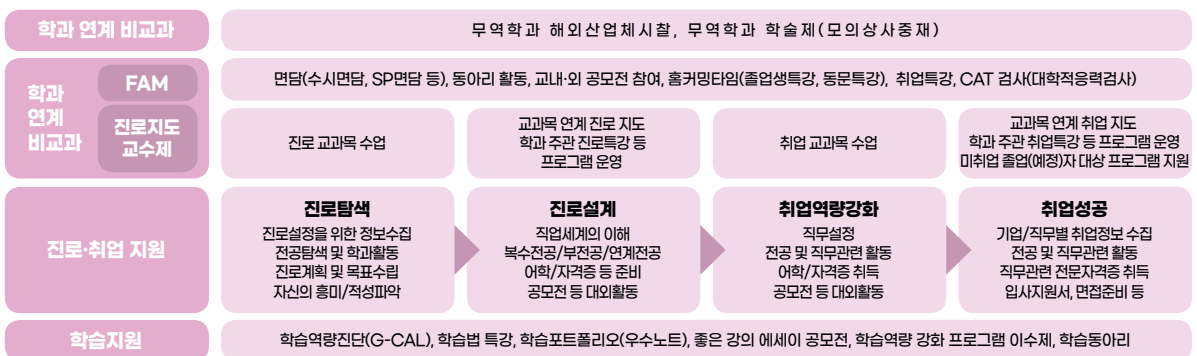 학과 연계 비교과
무역학과 해외산업체시찰, 무역학과 학술제(모의상사중재)
학과
연계
비교과
FAM
면담(수시면담, SP면담 등), 동아리 활동, 교내·외 공모전 참여, 홈커밍타임(졸업생특강, 동문특강), 취업특강, CAT 검사(대학적응력검사)
진로지도
교수제
진로 교과목 수업
교과목 연계 진로 지도
학과 주관 진로특강 등
프로그램 운영
취업 교과목 수업
교과목 연계 취업 지도
학과 주관 취업특강 등 프로그램 운영
미취업 졸업(예정)자 대상 프로그램 지원
진로·취업 지원
진로탐색
진로설정을 위한 정보수집
전공탐색 및 학과활동
진로계획 및 목표수립
자신의 흥미/적성파악
진로설계
직업세계의 이해
복수전공/부전공/연계전공
어학/자격증 등 준비
공모전 등 대외활동
취업역량강화
직무설정
전공 및 직무관련 활동
어학/자격증 취득
공모전 등 대외활동
취업성공
기업/직무별 취업정보 수집
전공 및 직무관련 활동
직무관련 전문자격증 취득
입사지원서, 면접준비 등
학습지원
학습역량진단(G-CAL), 학습법 특강, 학습포트폴리오(우수노트), 좋은 강의 에세이 공모전, 학습역량 강화 프로그램 이수제, 학습동아리